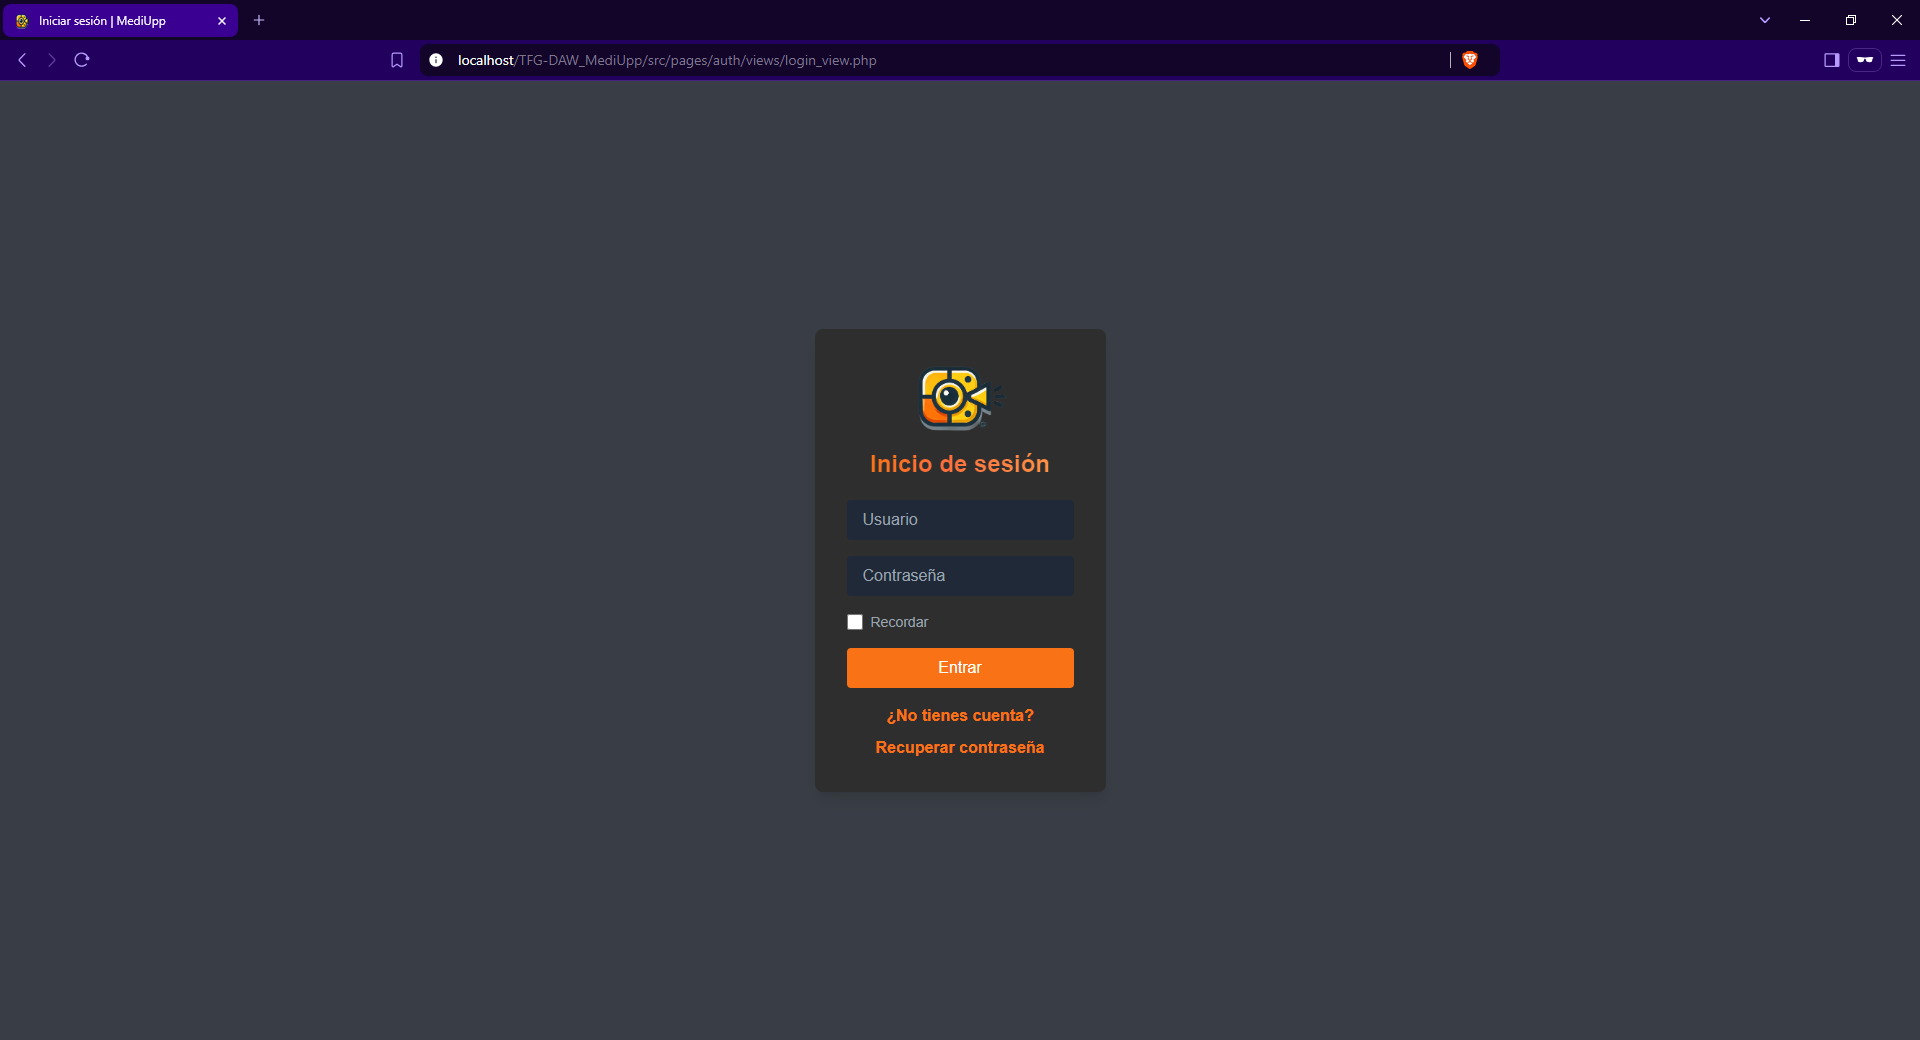 Iniciar sesión | MediUpp
localhost/TFG-DAW_MediUpp/src/pages/auth/views/login_view.php
Inicio de sesión
Usuario
Contraseña
Recordar
Entrar
¿No tienes cuenta?
Recuperar contraseña